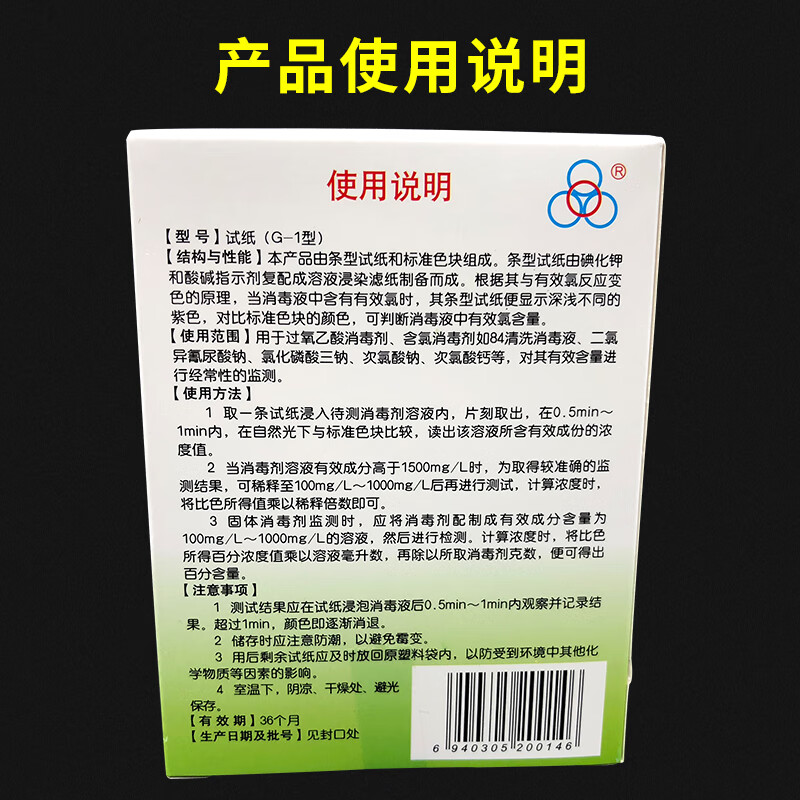 产品使用说明
使用说明
®
【型号】试纸（G-1型）
【结构与性能】本产品由条型试纸和标准色块组成。条型试纸由碘化钾
和酸碱指示剂复配成溶液浸染滤纸制备而成。根据其与有效氯反应变
色的原理，当消毒液中含有有效氯时，其条型试纸便显示深浅不同的
紫色，对比标准色块的颜色，可判断消毒液中有效氯含量。
【使用范围】用于过氧乙酸消毒剂、含氯消毒剂如84清洗消毒液、二氯
异氰尿酸钠、氯化磷酸三钠、次氯酸钠、次氯酸钙等，对其有效含量进
行经常性的监测。
【使用方法】
1 取一条试纸浸入待测消毒剂溶液内，片刻取出，在0.5min～
1min内，在自然光下与标准色块比较，读出该溶液所含有效成份的浓
度值。
2 当消毒剂溶液有效成分高于1500mg/L时，为取得较准确的监
测结果，可稀释至100mg/L～1000mg/L后再进行测试，计算浓度时，
将比色所得值乘以稀释倍数即可。
3 固体消毒剂监测时，应将消毒剂配制成有效成分含量为
100mg/L～1000mg/L的溶液，然后进行检测。计算浓度时，将比色
所得百分浓度值乘以溶液毫升数，再除以所取消毒剂克数，便可得出
百分含量。
【注意事项】
1 测试结果应在试纸浸泡消毒液后0.5min～1min内观察并记录结
果。超过1min，颜色即逐渐消退。
2 储存时应注意防潮，以避免霉变。
3 用后剩余试纸应及时放回原塑料袋内，以防受到环境中其他化
学物质等因素的影响。
4 室温下，阴凉、干燥处、避光
保存。
【有效期】36个月
【生产日期及批号】见封口处
6 940305 200146